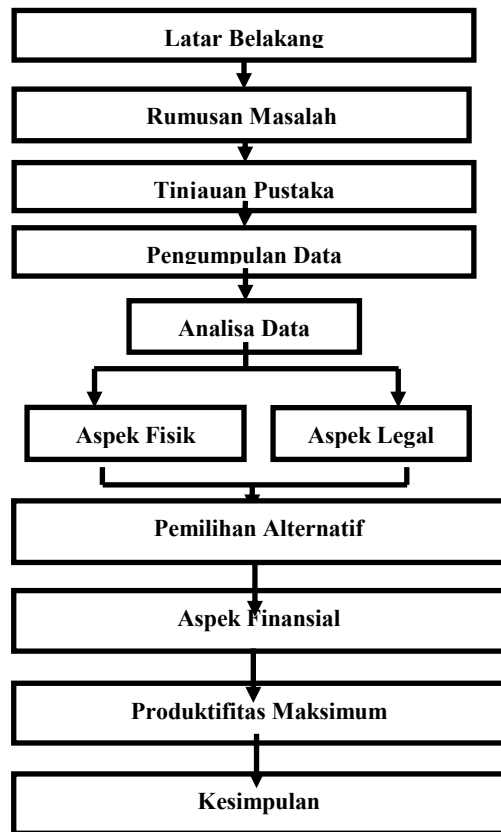 Latar Belakang
Rumusan Masalah
Tinjauan Pustaka
Pengumpulan Data
Analisa Data
Aspek Fisik
Aspek Legal
Pemilihan Alternatif
Aspek Finansial
Produktifitas Maksimum
Kesimpulan